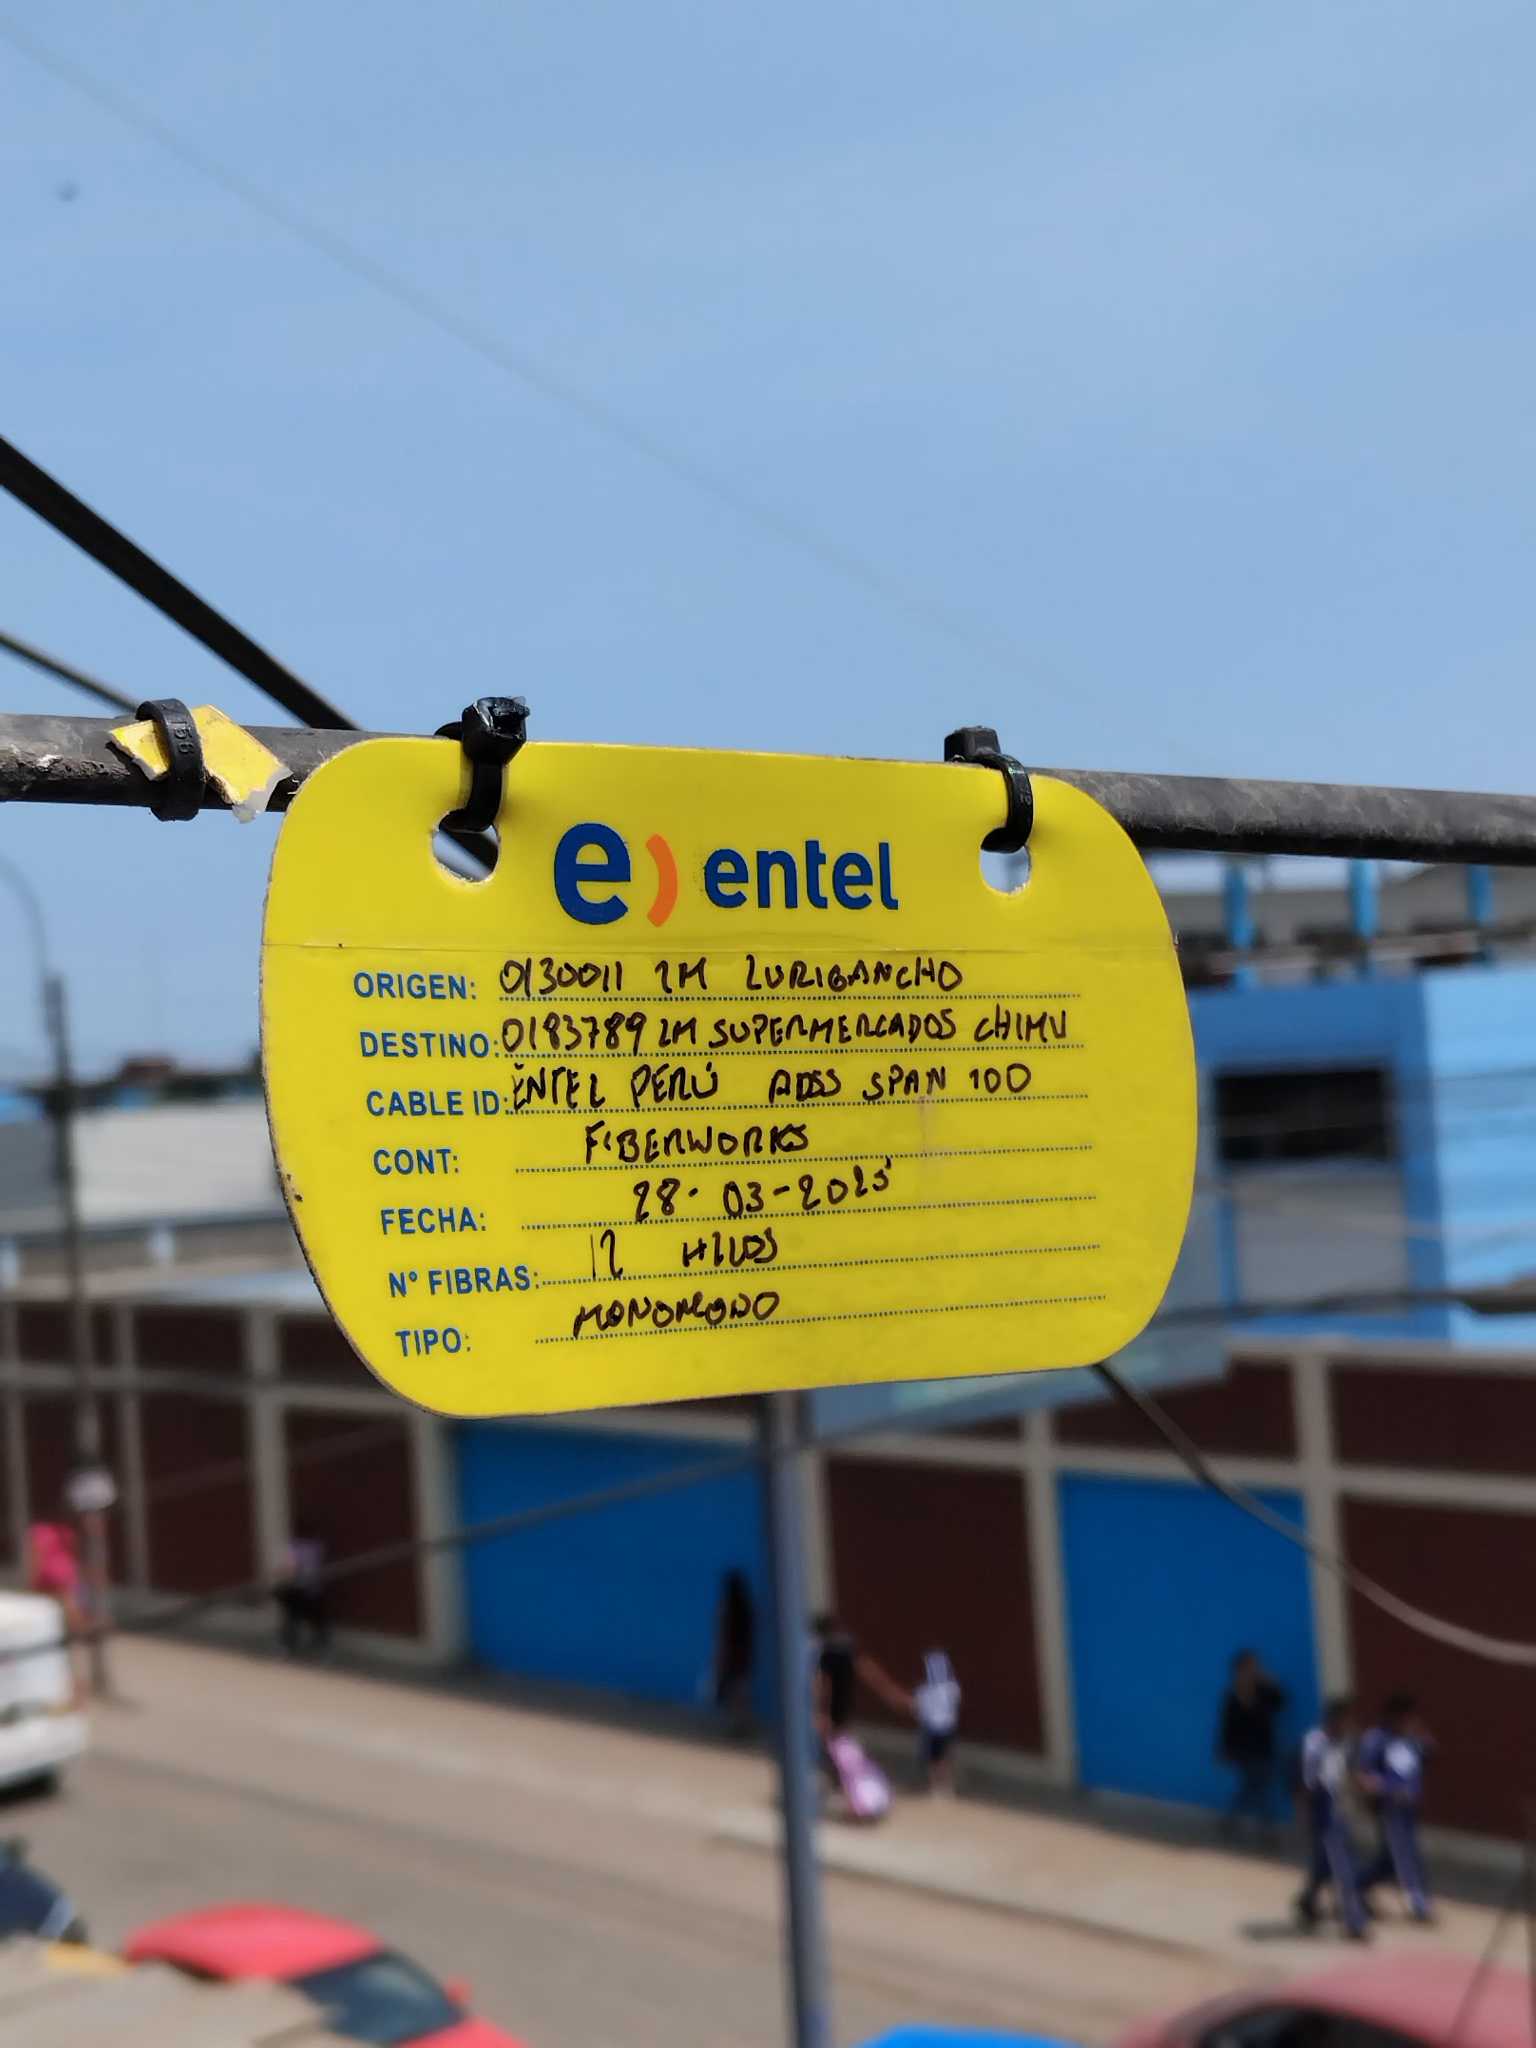 e) entel
ORIGEN: 0130011 LM LURIGANCHO
DESTINO: 0183789 LM SUPERMERCADOS CHIMU
CABLE ID: ENTEL PERÚ ADSS SPAN 100
CONT: FIBERWORKS
FECHA: 28-03-2025
N° FIBRAS: 12 HILOS
TIPO: MONOMODO